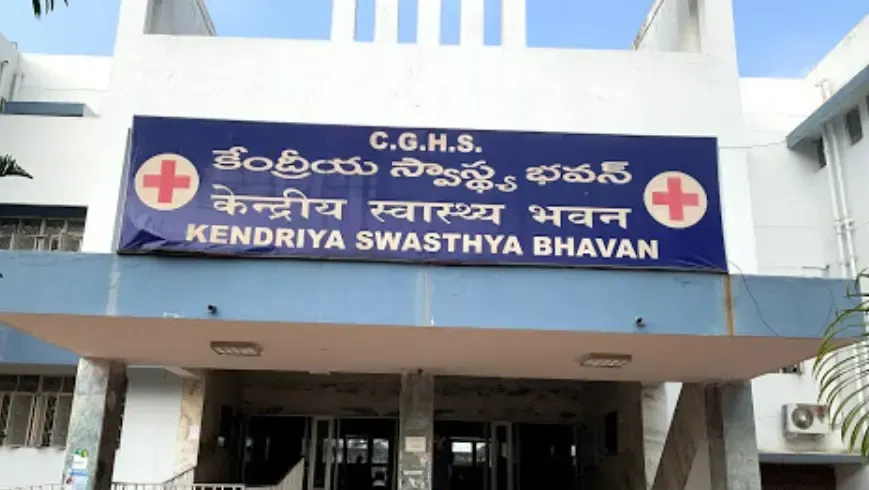 C.G.H.S.
కేంద్రీయ స్వాస్థ్య భవన్
केन्द्रीय स्वास्थ्य भवन
KENDRIYA SWASTHYA BHAVAN